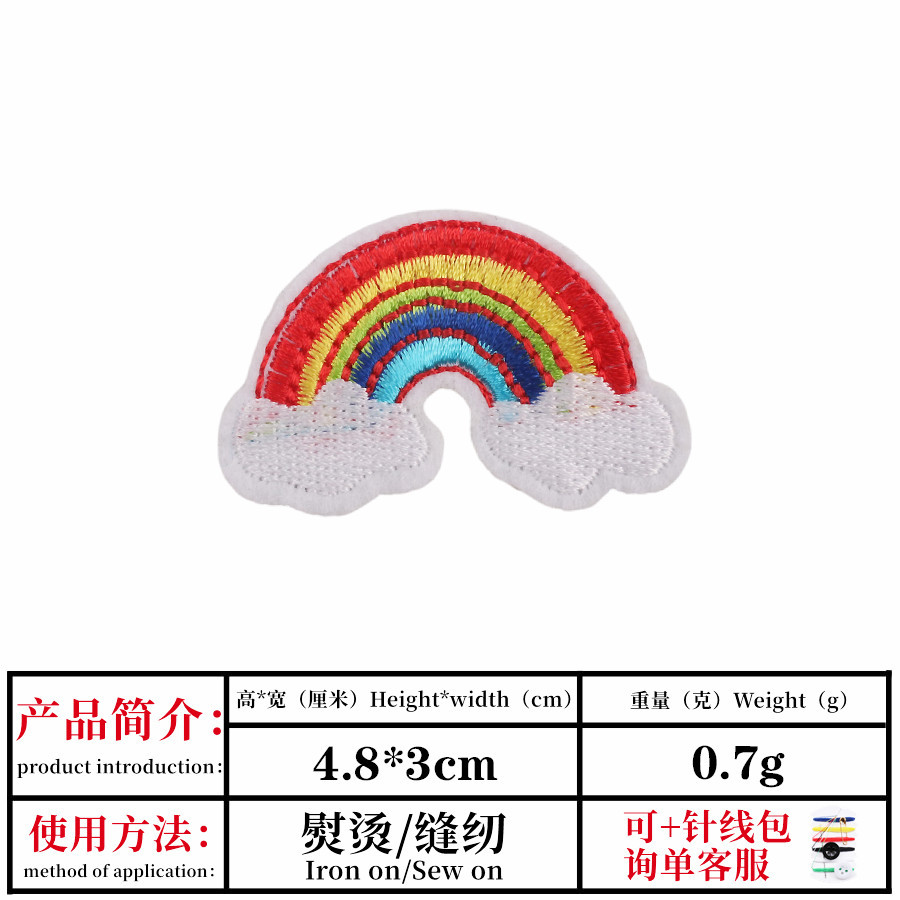 产品简介:
product introduction:
高*宽（厘米）Height*width（cm）
重量（克）Weight（g）
4.8*3cm
0.7g
使用方法:
method of application:
熨烫/缝纫
Iron on/Sew on
可+针线包
询单客服